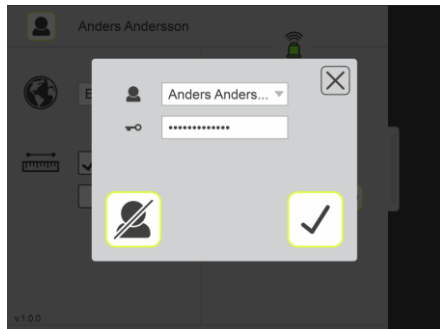 Anders Andersson
E
Anders Anders...
•••••••••••••
v.1.0.0